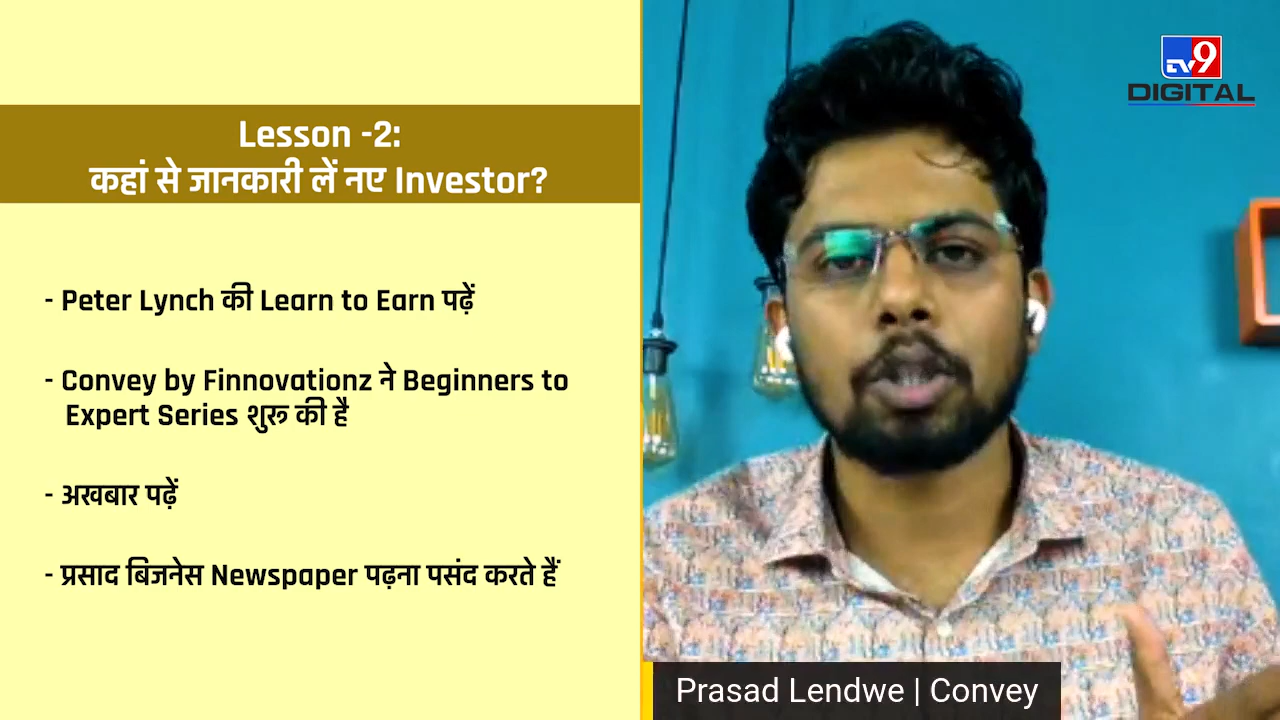 Lesson -2:
कहां से जानकारी लें नए Investor?
- Peter Lynch की Learn to Earn पढ़ें
- Convey by Finnovationz ने Beginners to
Expert Series शुरू की है
- अखबार पढ़ें
- प्रसाद बिजनेस Newspaper पढ़ना पसंद करते हैं
TV9
DIGITAL
Prasad Lendwe | Convey